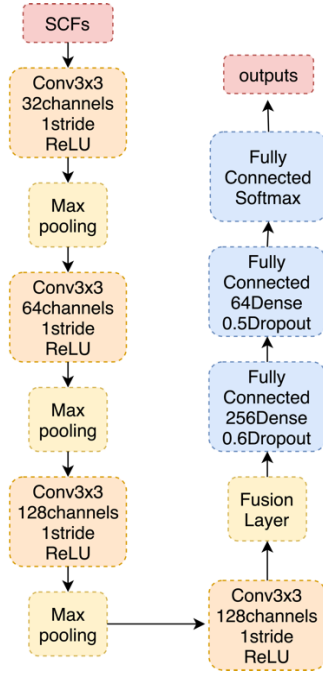 SCFs
Conv3x3
32channels
1stride
ReLU
Max
pooling
Conv3x3
64channels
1stride
ReLU
Max
pooling
Conv3x3
128channels
1stride
ReLU
Max
pooling
Conv3x3
128channels
1stride
ReLU
Fusion
Layer
Fully
Connected
256Dense
0.6Dropout
Fully
Connected
64Dense
0.5Dropout
Fully
Connected
Softmax
outputs